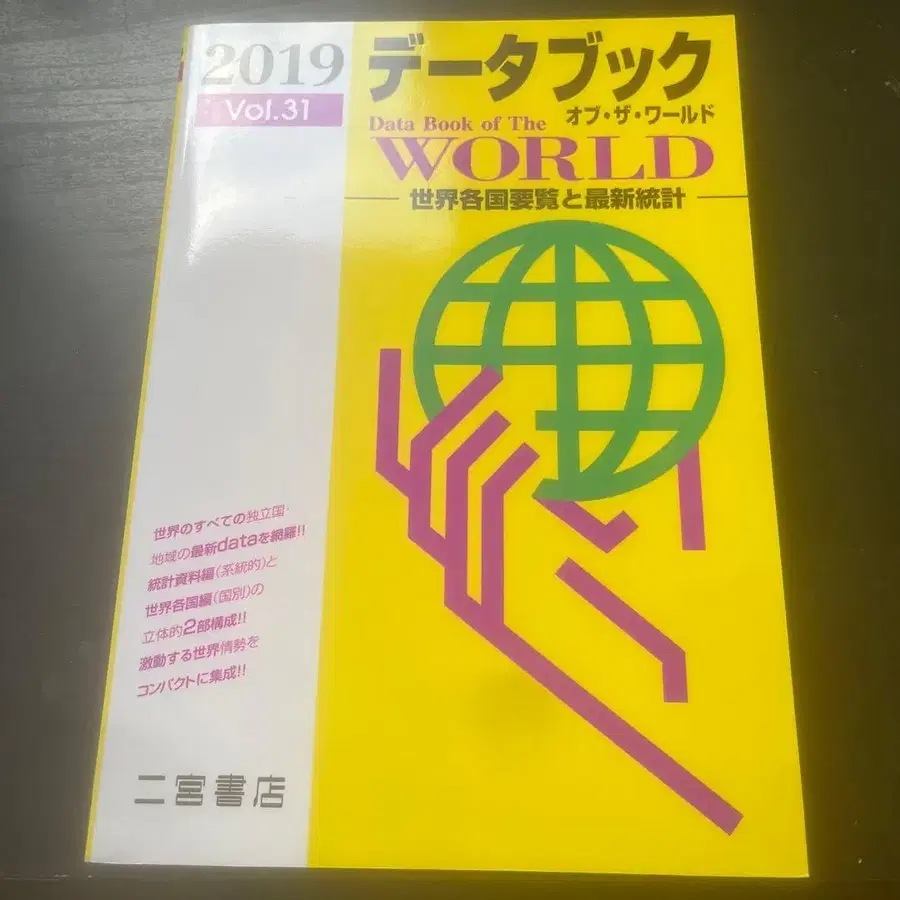 2019
Vol.31
データブック
オブ・ザ・ワールド
Data Book of The
WORLD
世界各国要覧と最新統計
世界のすべての独立国・
地域の最新dataを網羅!!
統計資料編(系統的)と
世界各国編(国別)の
立体的2部構成!!
激動する世界情勢を
コンパクトに集成!!
二宮書店